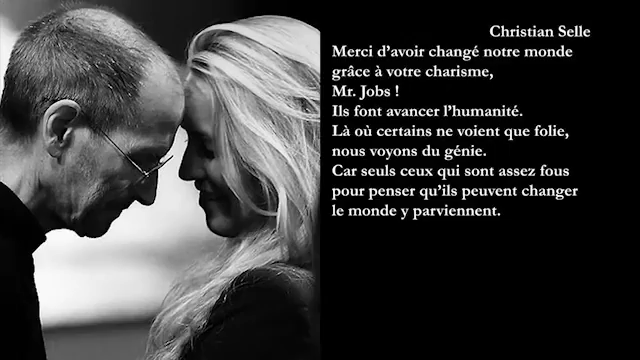 Christian Selle
Merci d'avoir changé notre monde
grâce à votre charisme,
Mr. Jobs !
Ils font avancer l'humanité.
Là où certains ne voient que folie,
nous voyons du génie.
Car seuls ceux qui sont assez fous
pour penser qu'ils peuvent changer
le monde y parviennent.